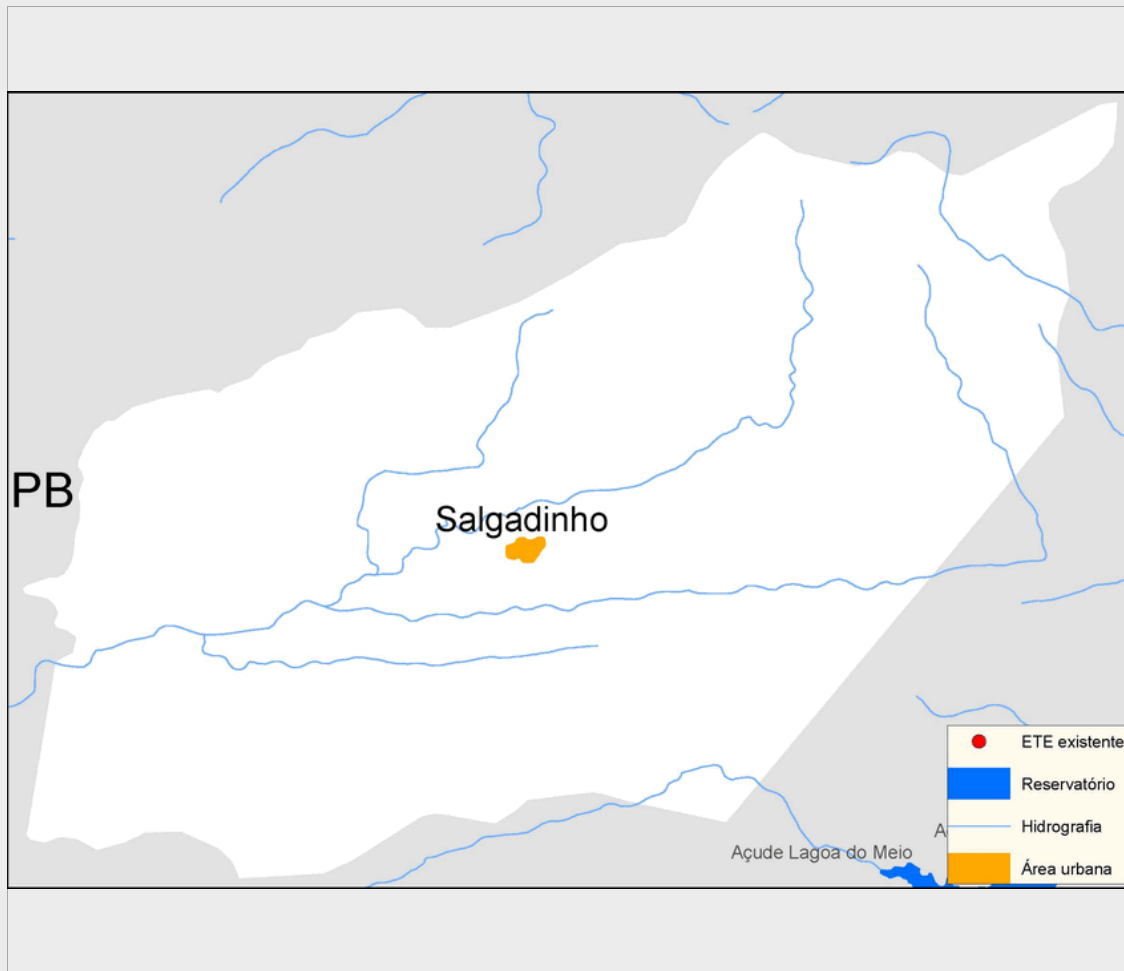 PB
Salgadinho
Açude Lagoa do Meio
ETE existente
Reservatório
Hidrografia
Área urbana